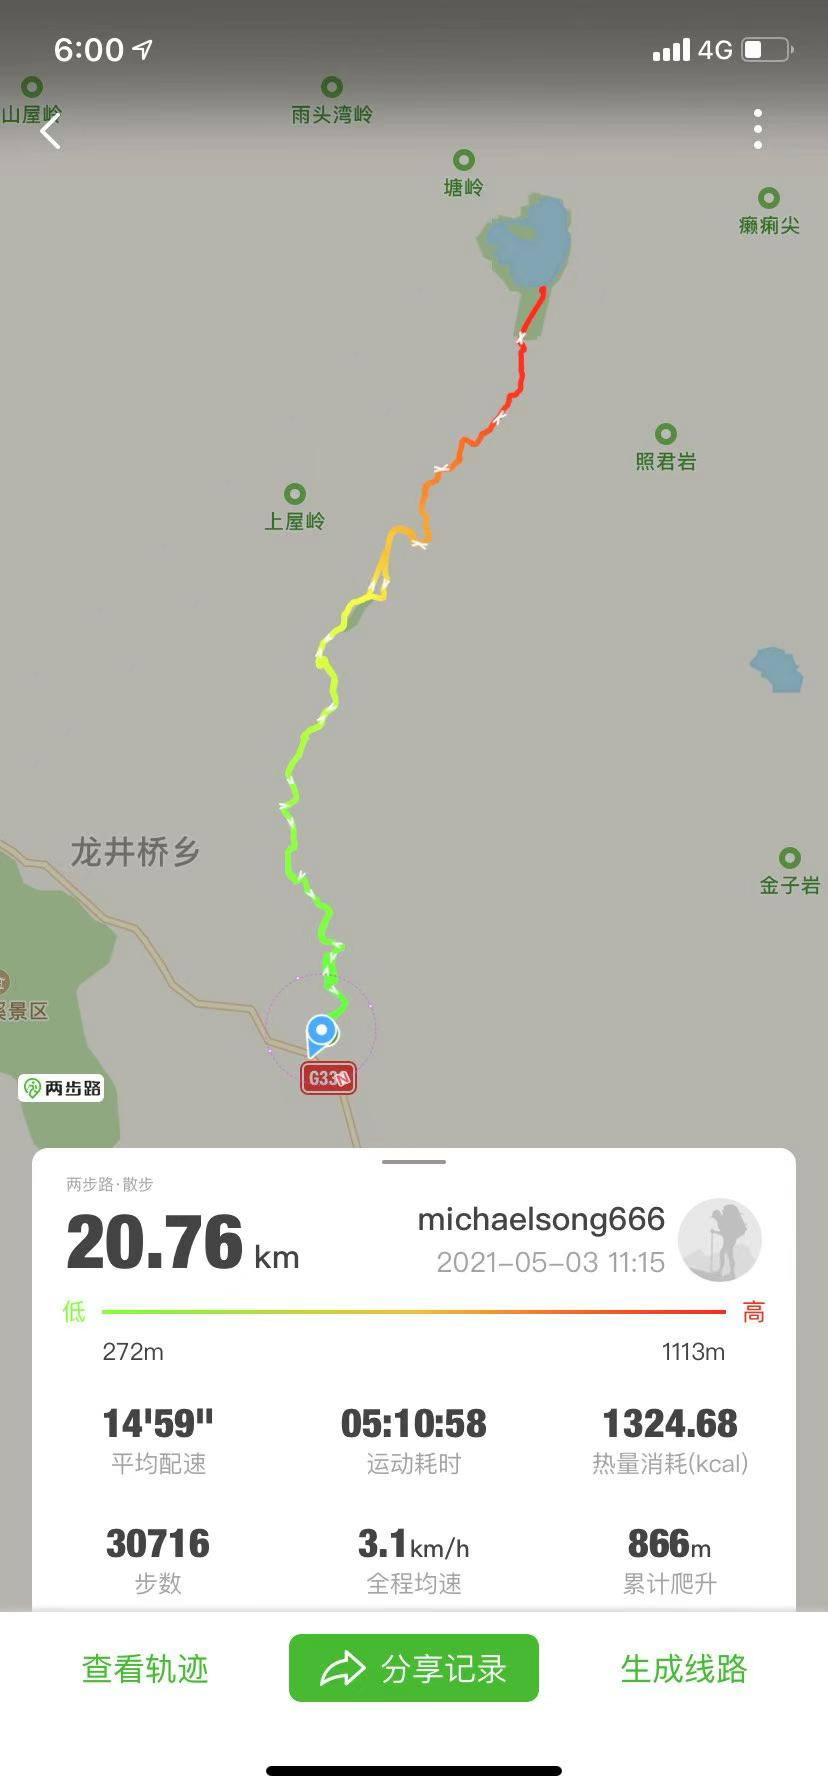 6:00
4G
山屋岭
雨头湾岭
塘岭
癞痢尖
照君岩
上屋岭
龙井桥乡
金子岩
景区
两步路
两步路·散步
20.76 km
michaelsong666
2021-05-03 11:15
低
高
272m
1113m
14'59"
05:10:58
1324.68
平均配速
运动耗时
热量消耗(kcal)
30716
3.1km/h
866m
步数
全程均速
累计爬升
查看轨迹
分享记录
生成线路